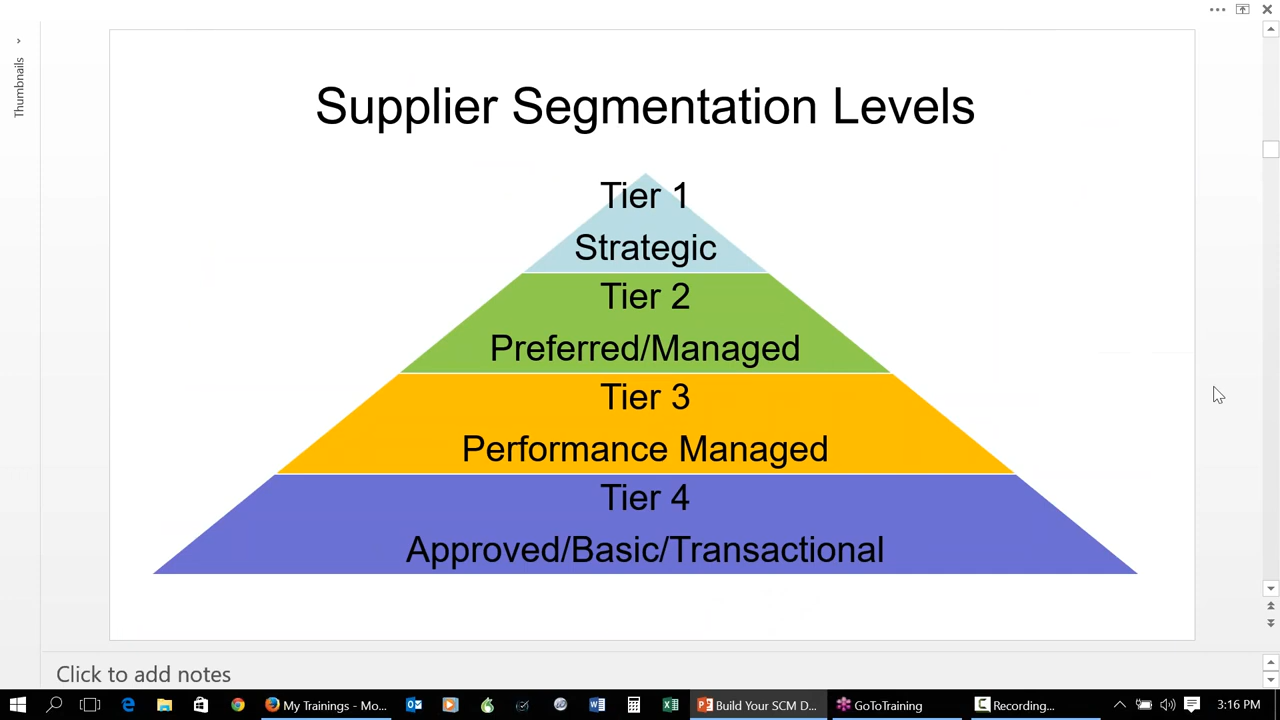 Thumbnails
Supplier Segmentation Levels
Tier 1
Strategic
Tier 2
Preferred/Managed
Tier 3
Performance Managed
Tier 4
Approved/Basic/Transactional
Click to add notes
My Trainings - Mo...
Build Your SCM D...
GoToTraining
Recording...
3:16 PM